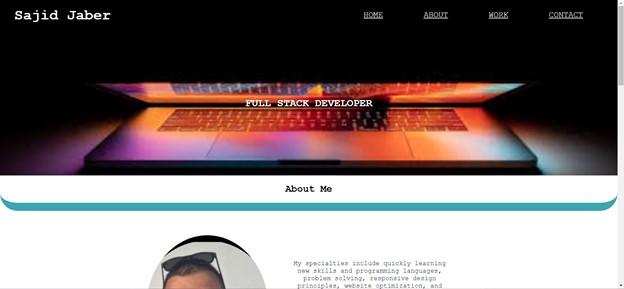 Sajid Jaber
HOME ABOUT WORK CONTACT
FULL STACK DEVELOPER
About Me
My specialties include quickly learning
new skills and programming languages,
problem solving, responsive design
principles, website optimization, and